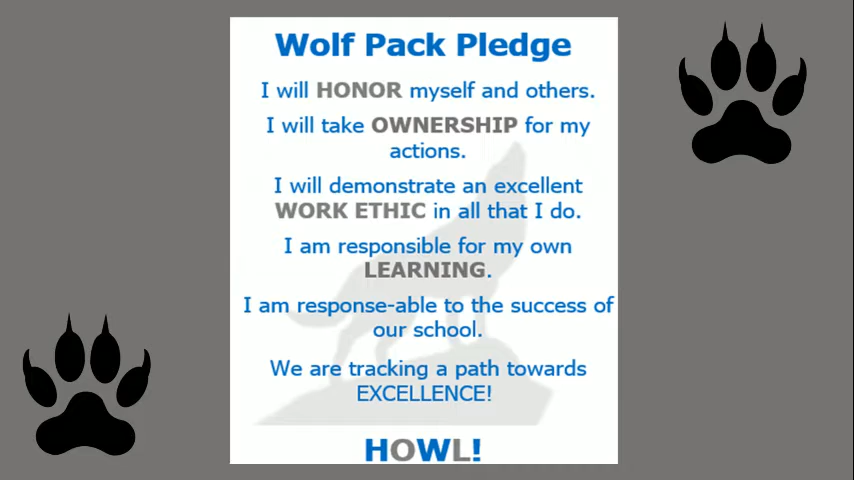 Wolf Pack Pledge
I will HONOR myself and others.
I will take OWNERSHIP for my
actions.
I will demonstrate an excellent
WORK ETHIC in all that I do.
I am responsible for my own
LEARNING.
I am response-able to the success of
our school.
We are tracking a path towards
EXCELLENCE!
HOWL!